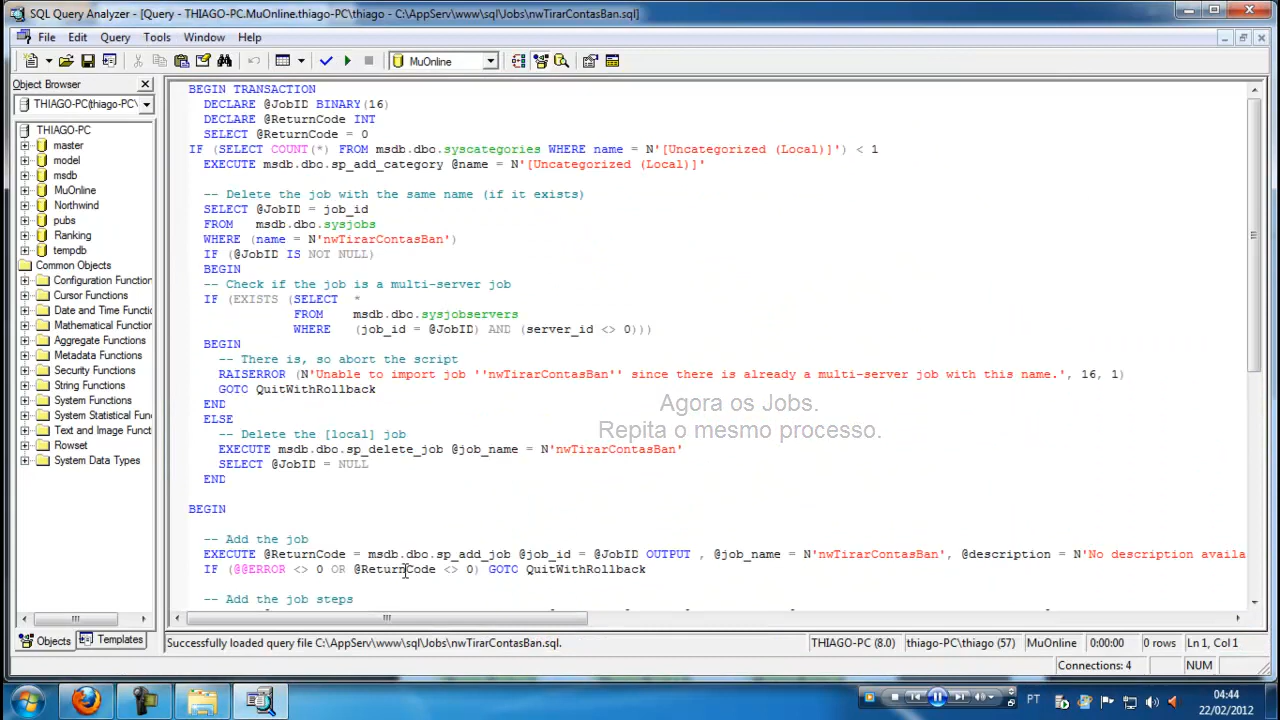 SQL Query Analyzer - [Query - THIAGO-PC.MuOnline.thiago-pc\thiago - C:\AppServ\www\sql\Jobs\nwTirarContasBan.sql]
File Edit Query Tools Window Help
MuOnline
Object Browser
THIAGO-PC(thiago-PC\
THIAGO-PC
master
model
msdb
MuOnline
Northwind
pubs
Ranking
tempdb
Common Objects
Configuration Function
Cursor Functions
Date and Time Functi
Mathematical Function
Aggregate Functions
Metadata Functions
Security Functions
String Functions
System Functions
System Statistical Fun
Text and Image Funct
Rowset
System Data Types
Objects Templates
BEGIN TRANSACTION
DECLARE @JobID BINARY(16)
DECLARE @ReturnCode INT
SELECT @ReturnCode = 0
IF (SELECT COUNT(*) FROM msdb.dbo.syscategories WHERE name = N'[Uncategorized (Local)]') < 1
EXECUTE msdb.dbo.sp_add_category @name = N'[Uncategorized (Local)]'
-- Delete the job with the same name (if it exists)
SELECT @JobID = job_id
FROM msdb.dbo.sysjobs
WHERE (name = N'nwTirarContasBan')
IF (@JobID IS NOT NULL)
BEGIN
-- Check if the job is a multi-server job
IF (EXISTS (SELECT *
FROM msdb.dbo.sysjobservers
WHERE (job_id = @JobID) AND (server_id <> 0)))
BEGIN
-- There is, so abort the script
RAISERROR (N'Unable to import job ''nwTirarContasBan'' since there is already a multi-server job with this name.', 16, 1)
GOTO QuitWithRollback
END
ELSE
-- Delete the [local] job
EXECUTE msdb.dbo.sp_delete_job @job_name = N'nwTirarContasBan'
SELECT @JobID = NULL
END
BEGIN
-- Add the job
EXECUTE @ReturnCode = msdb.dbo.sp_add_job @job_id = @JobID OUTPUT , @job_name = N'nwTirarContasBan', @description = N'No description availa
IF (@@ERROR <> 0 OR @ReturnCode <> 0) GOTO QuitWithRollback
-- Add the job steps
Agora os Jobs.
Repita o mesmo processo.
Successfully loaded query file C:\AppServ\www\sql\Jobs\nwTirarContasBan.sql. THIAGO-PC (8.0) thiago-pc\thiago (57) MuOnline 0:00:00 0 rows Ln 1, Col 1
Connections: 4 NUM
PT
04:44
22/02/2012